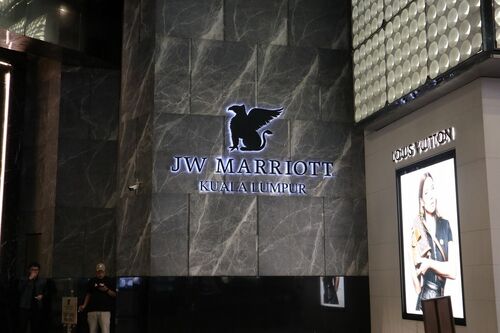 JW MARRIOTT
KUALA LUMPUR
LOUIS VUITTON